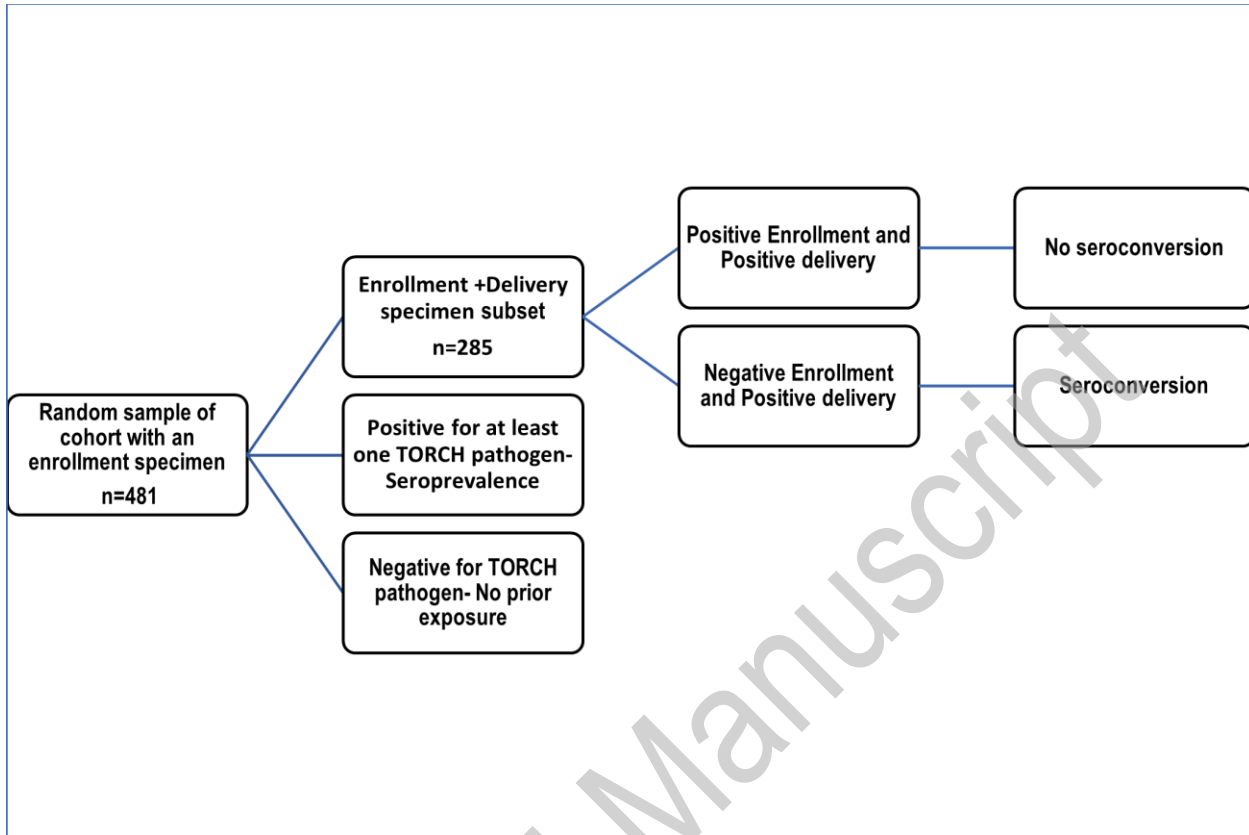 Random sample of
cohort with an
enrollment specimen
n=481
Enrollment +Delivery
specimen subset
n=285
Positive for at least
one TORCH pathogen-
Seroprevalence
Negative for TORCH
pathogen- No prior
exposure
Positive Enrollment and
Positive delivery
Negative Enrollment
and Positive delivery
No seroconversion
Seroconversion
Manuscript